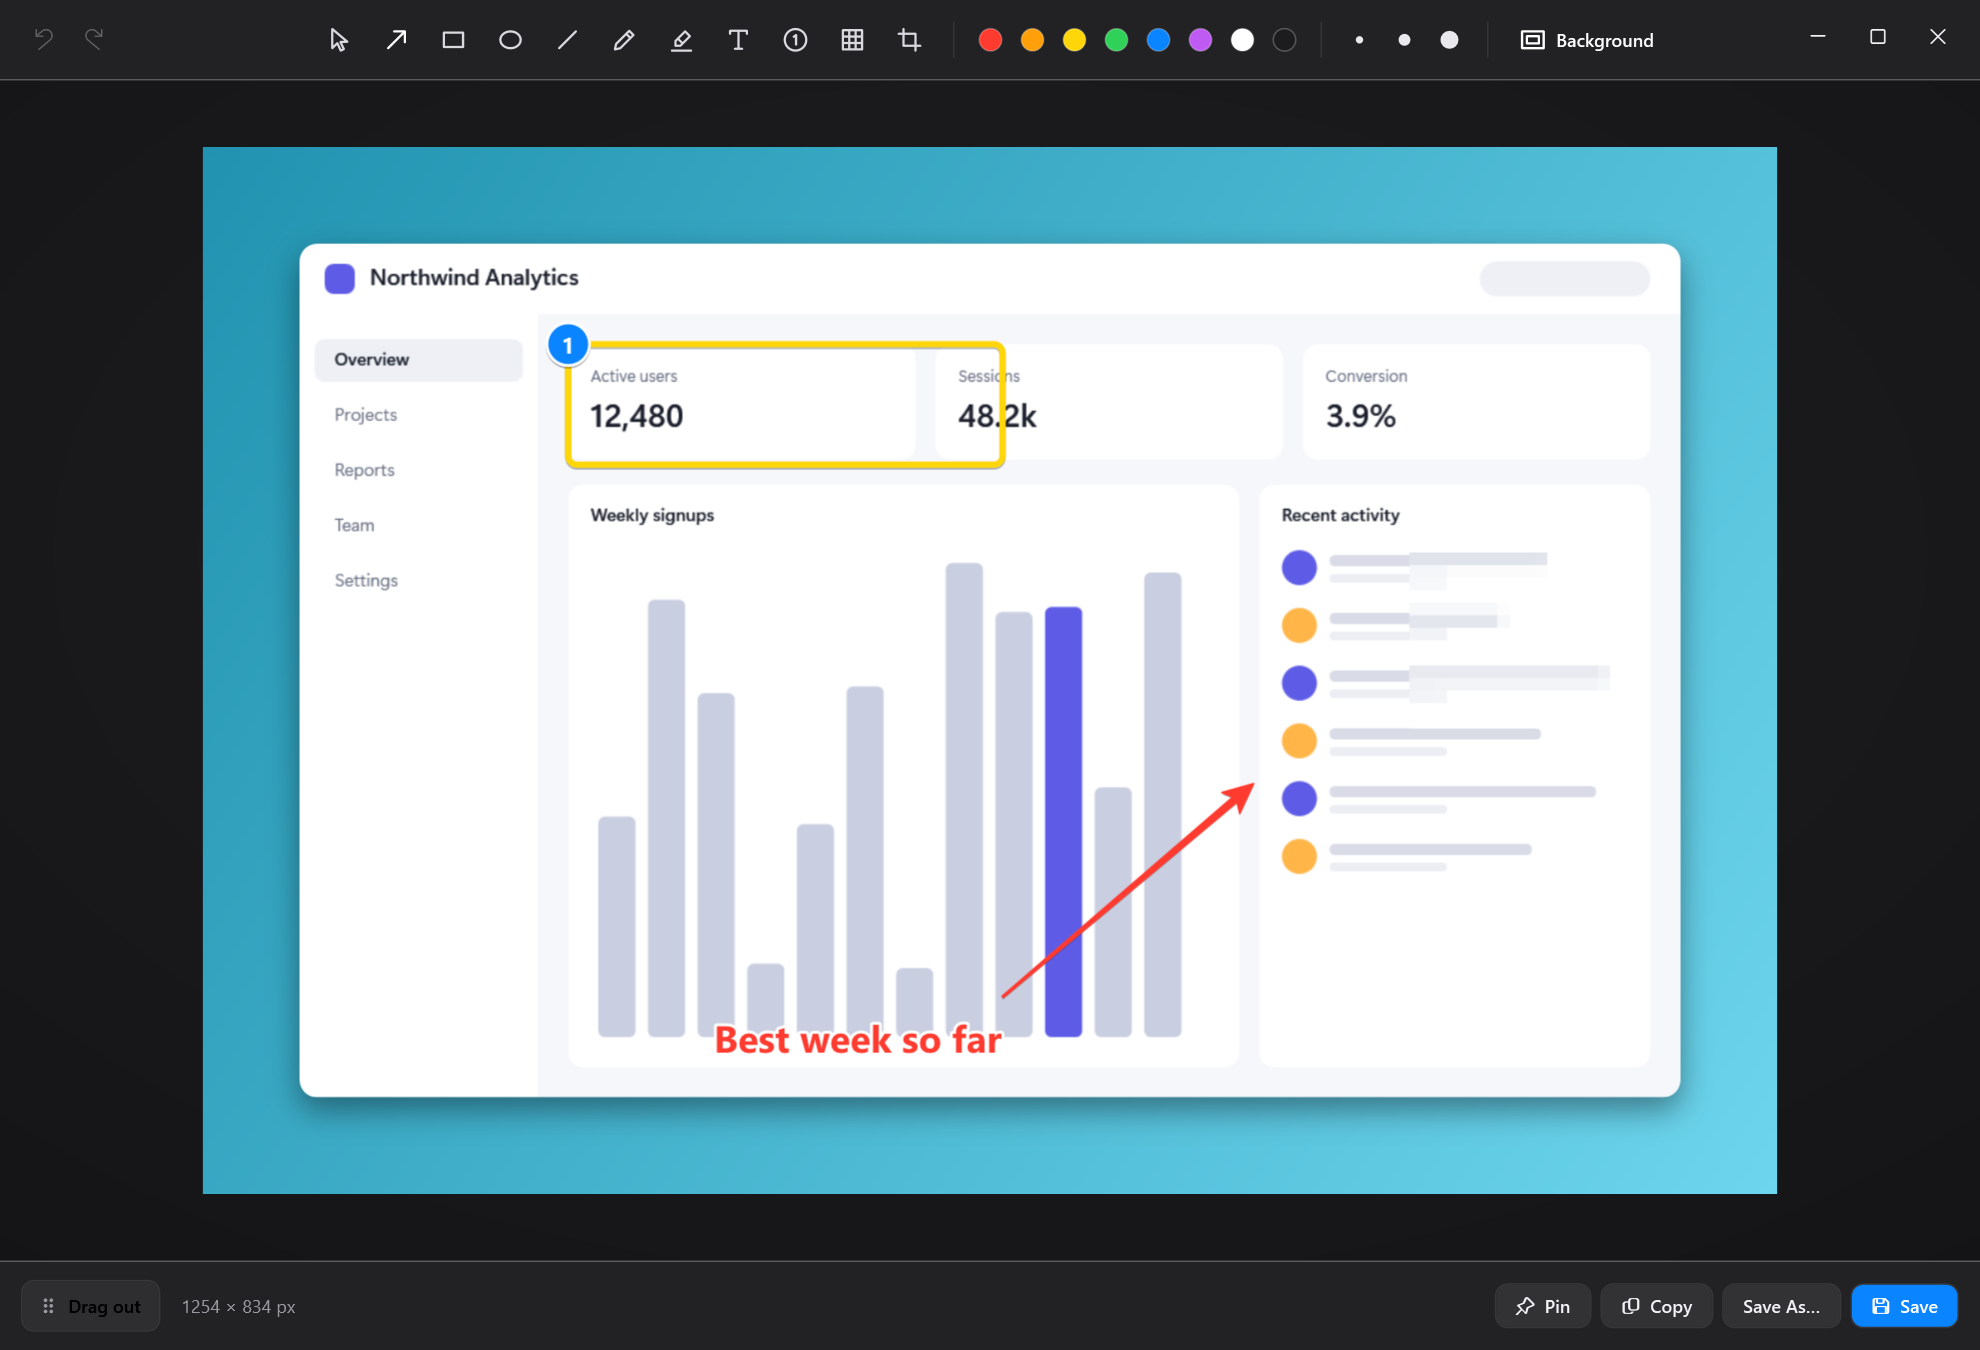 Background
Northwind Analytics
Overview
Projects
Reports
Team
Settings
1
Active users
12,480
Sessions
48.2k
Conversion
3.9%
Weekly signups
Best week so far
Recent activity
Drag out
1254 × 834 px
Pin
Copy
Save As...
Save